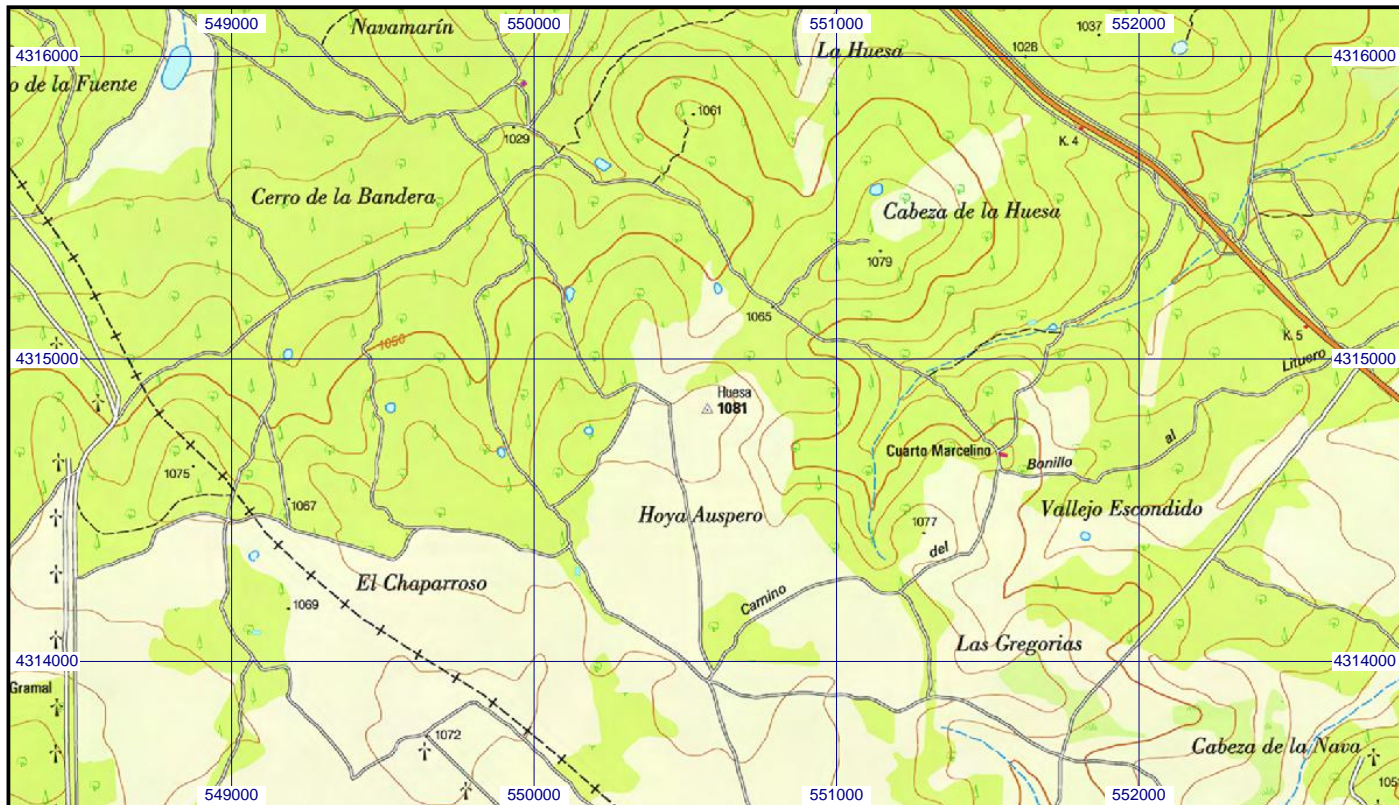 549000
550000
551000
552000
Navamarín
1037
1028
La Huesa
4316000
4316000
o de la Fuente
1061
1029
K. 4
Cerro de la Bandera
Cabeza de la Huesa
1079
1065
1050
K. 5
4315000
4315000
Lituero
Huesa
1081
al
Cuarto Marcelino
Bonillo
1075
1067
Hoya Auspero
Vallejo Escondido
1077
del
El Chaparroso
Camino
1069
Las Gregorias
4314000
4314000
Gramal
1072
Cabeza de la Nava
105
549000
550000
551000
552000